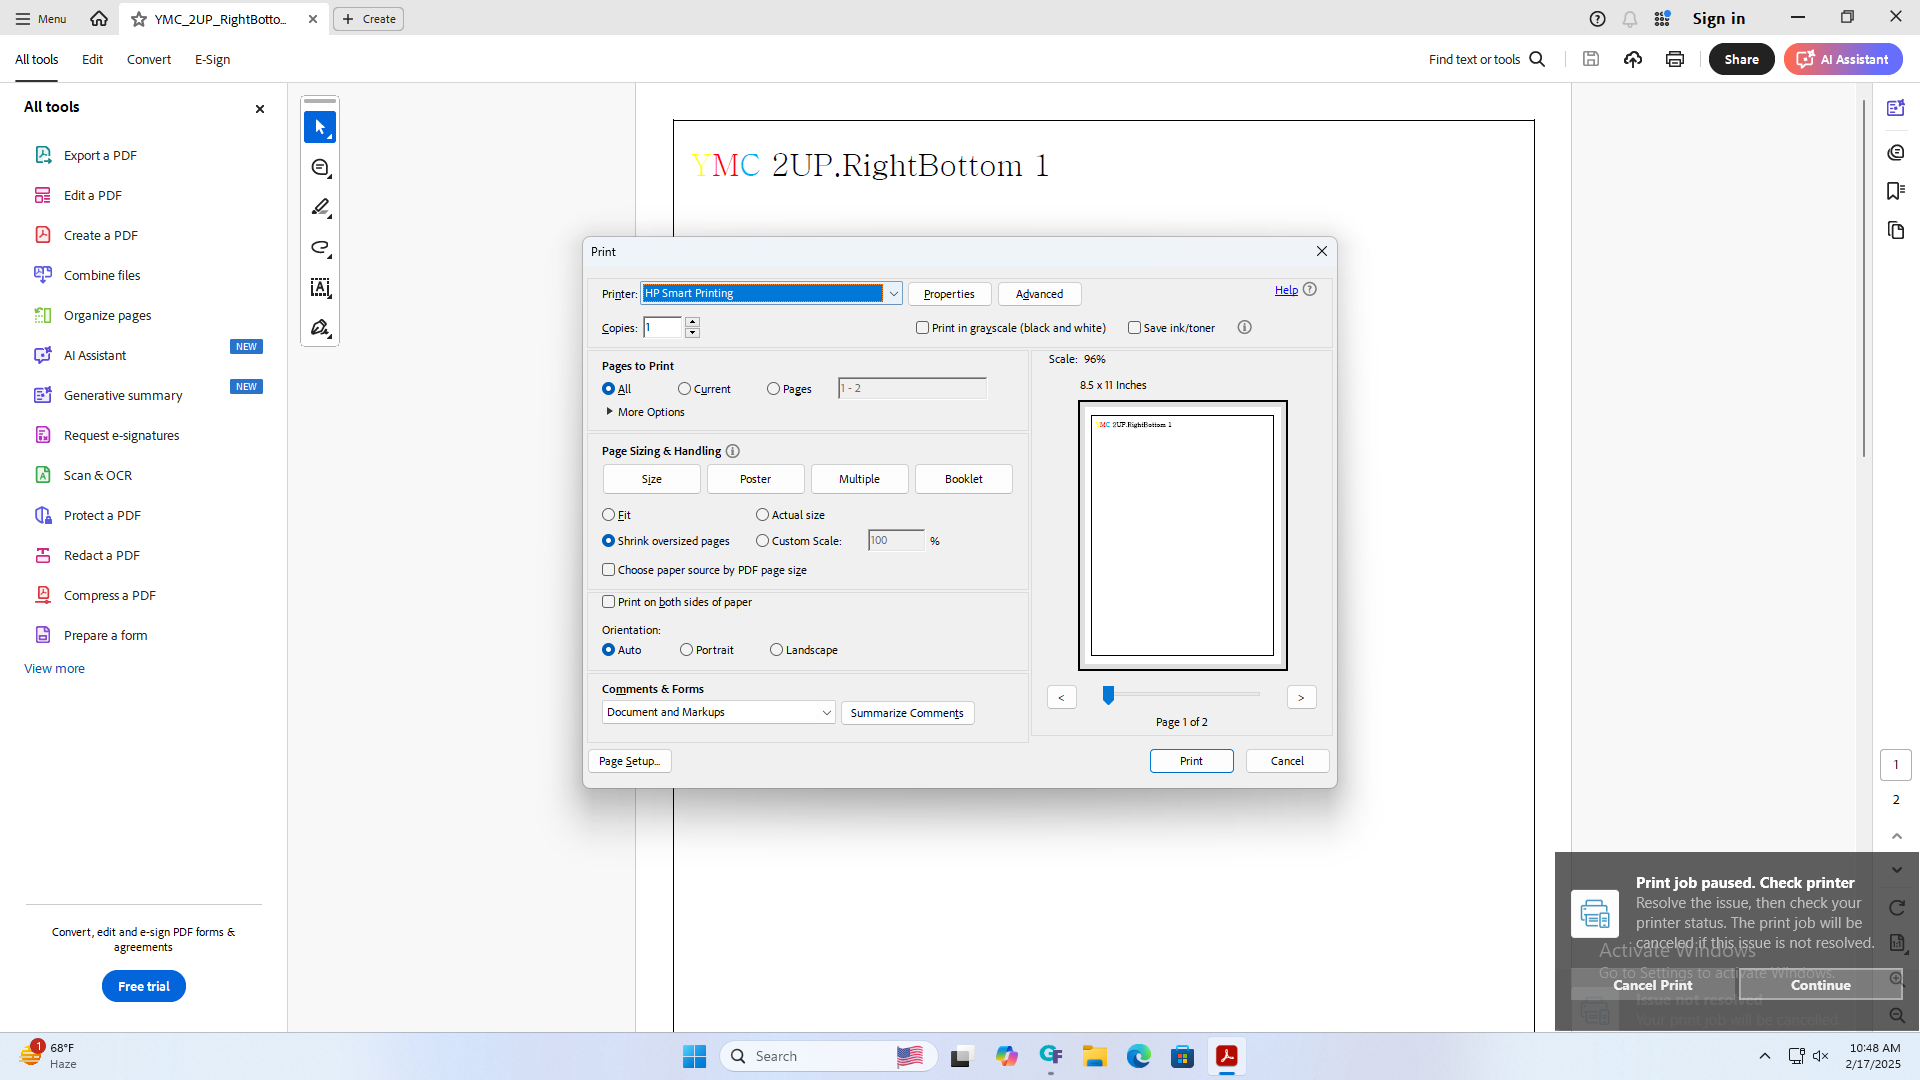 Menu
YMC_2UP_RightBotto...
Create
Sign in
All tools
Edit
Convert
E-Sign
Find text or tools
Share
AI Assistant
All tools
Export a PDF
Edit a PDF
Create a PDF
Combine files
Organize pages
AI Assistant
NEW
Generative summary
NEW
Request e-signatures
Scan & OCR
Protect a PDF
Redact a PDF
Compress a PDF
Prepare a form
View more
Convert, edit and e-sign PDF forms &
agreements
Free trial
YMC 2UP.RightBottom 1
Print
Printer: HP Smart Printing
Properties
Advanced
Help
Copies: 1
Print in grayscale (black and white)
Save ink/toner
Pages to Print
All
Current
Pages
1 - 2
More Options
Page Sizing & Handling
Size
Poster
Multiple
Booklet
Fit
Actual size
Shrink oversized pages
Custom Scale:
100
%
Choose paper source by PDF page size
Print on both sides of paper
Orientation:
Auto
Portrait
Landscape
Comments & Forms
Document and Markups
Summarize Comments
Page Setup...
Scale: 96%
8.5 x 11 Inches
YMC 2UP.RightBottom 1
<
>
Page 1 of 2
Print
Cancel
1
2
Print job paused. Check printer
Resolve the issue, then check your
printer status. The print job will be
canceled if this issue is not resolved.
Activate Windows
Go to Settings to activate Windows.
Cancel Print
Continue
Issue not resolved
Your print job will be cancelled
1
68°F
Haze
Search
10:48 AM
2/17/2025